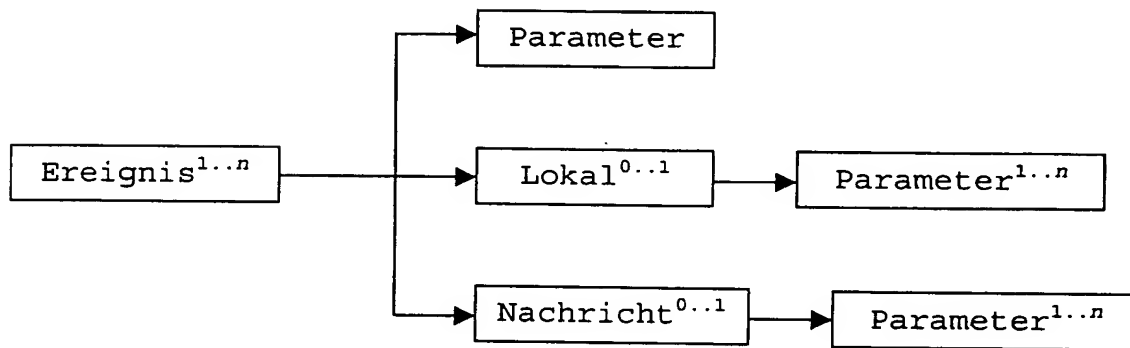 Parameter
Ereignis1..n
Lokal0..1
Parameter1..n
Nachricht0..1
Parameter1..n